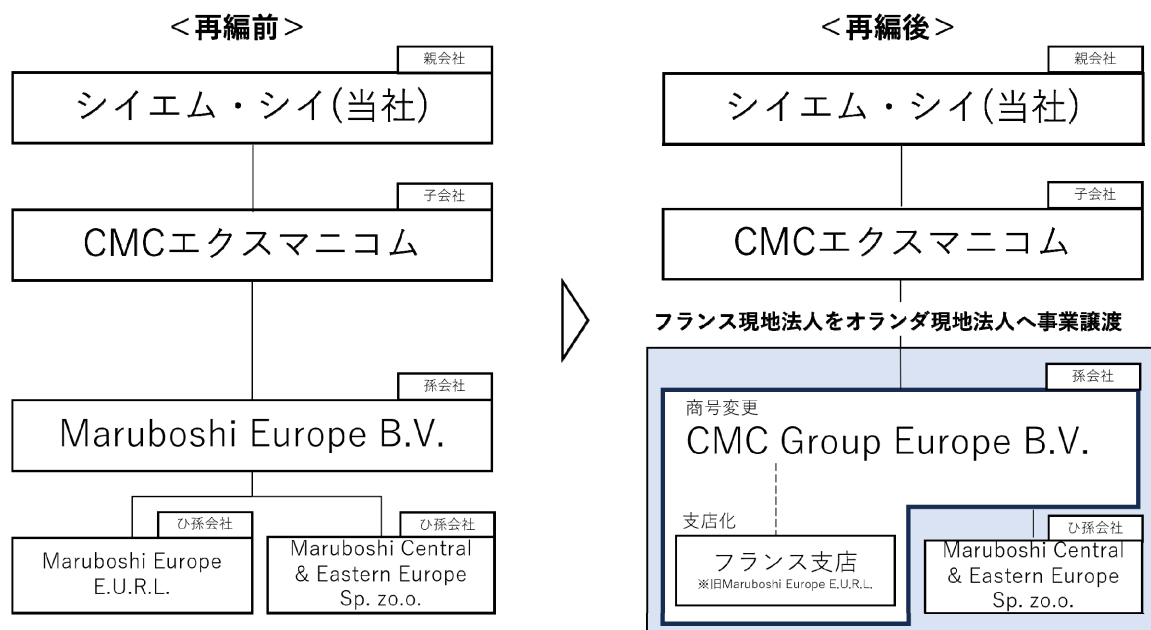 <再編前>
親会社
シイエム・シイ(当社)
子会社
CMCエクスマニコム
孫会社
Maruboshi Europe B.V.
ひ孫会社
Maruboshi Europe
E.U.R.L.
ひ孫会社
Maruboshi Central
& Eastern Europe
Sp. zo.o.
<再編後>
親会社
シイエム・シイ(当社)
子会社
CMCエクスマニコム
フランス現地法人をオランダ現地法人へ事業譲渡
孫会社
商号変更
CMC Group Europe B.V.
支店化
フランス支店
※旧Maruboshi Europe E.U.R.L.
ひ孫会社
Maruboshi Central
& Eastern Europe
Sp. zo.o.